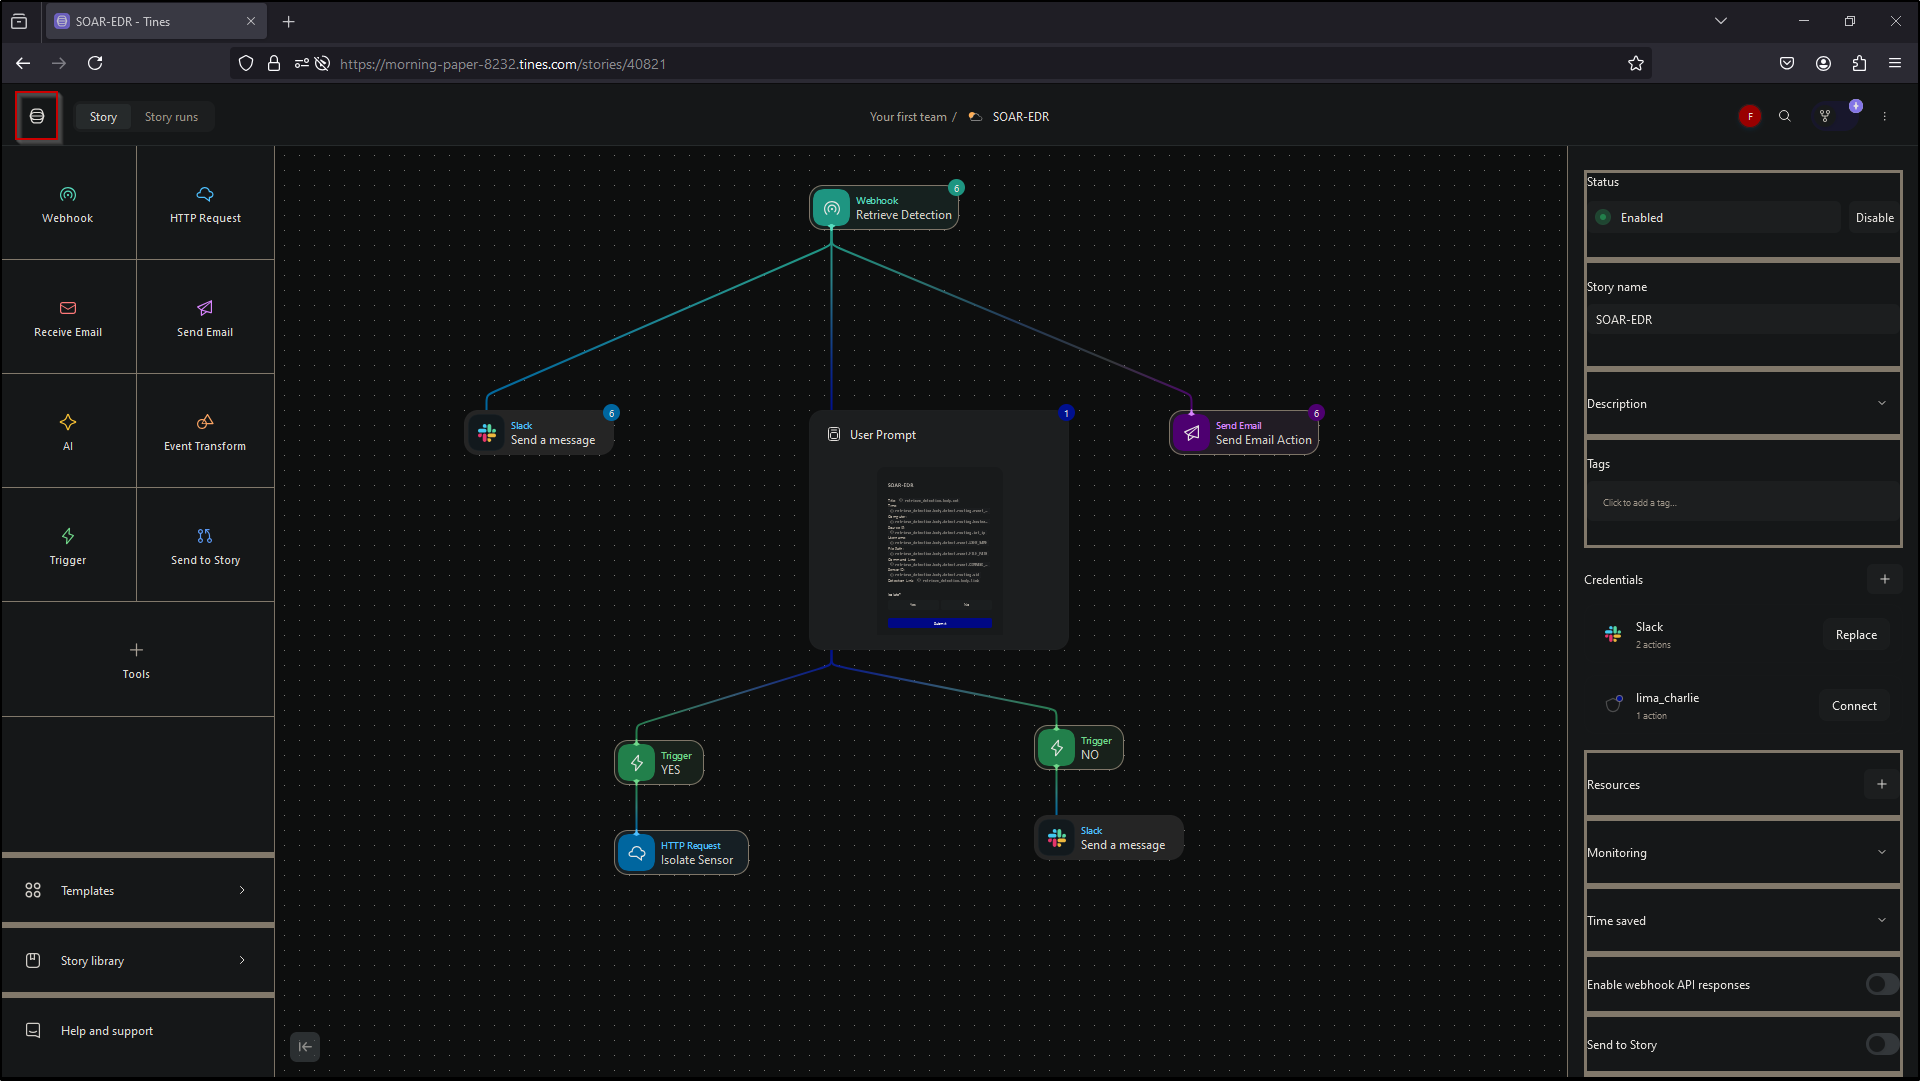 SOAR-EDR - Tines
https://morning-paper-8232.tines.com/stories/40821
Story
Story runs
Your first team /
SOAR-EDR
F
Webhook
HTTP Request
Receive Email
Send Email
AI
Event Transform
Trigger
Send to Story
Tools
Templates
Story library
Help and support
6
Webhook
Retrieve Detection
6
Slack
Send a message
1
User Prompt
SOAR-EDR
6
Send Email
Send Email Action
Yes
No
Submit
Trigger
YES
Trigger
NO
HTTP Request
Isolate Sensor
Slack
Send a message
Status
Enabled
Disable
Story name
SOAR-EDR
Description
Tags
Click to add a tag...
Credentials
Slack
2 actions
Replace
lima_charlie
1 action
Connect
Resources
Monitoring
Time saved
Enable webhook API responses
Send to Story